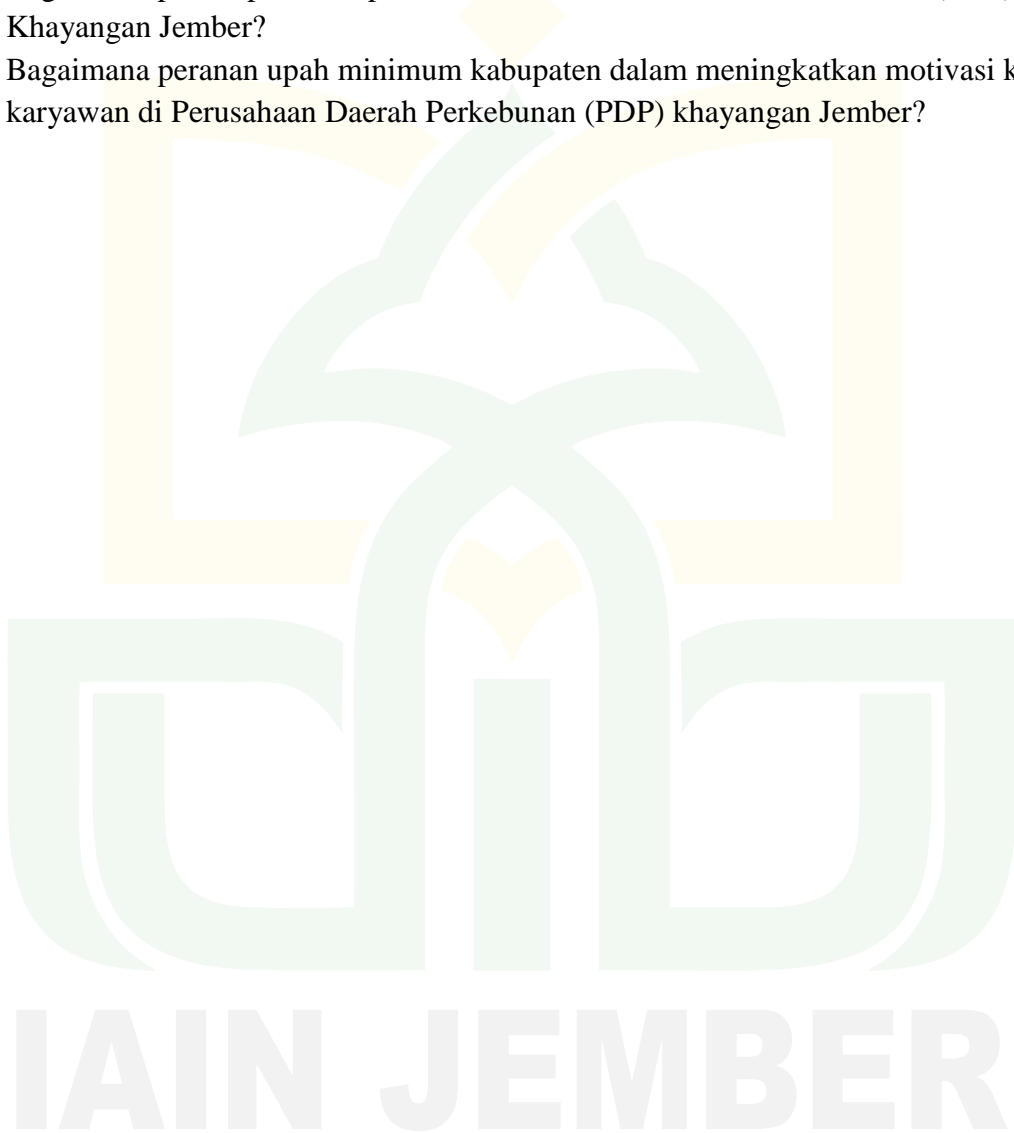 Khayangan Jember?
Bagaimana peranan upah minimum kabupaten dalam meningkatkan motivasi
karyawan di Perusahaan Daerah Perkebunan (PDP) khayangan Jember?
IAIN JEMBER